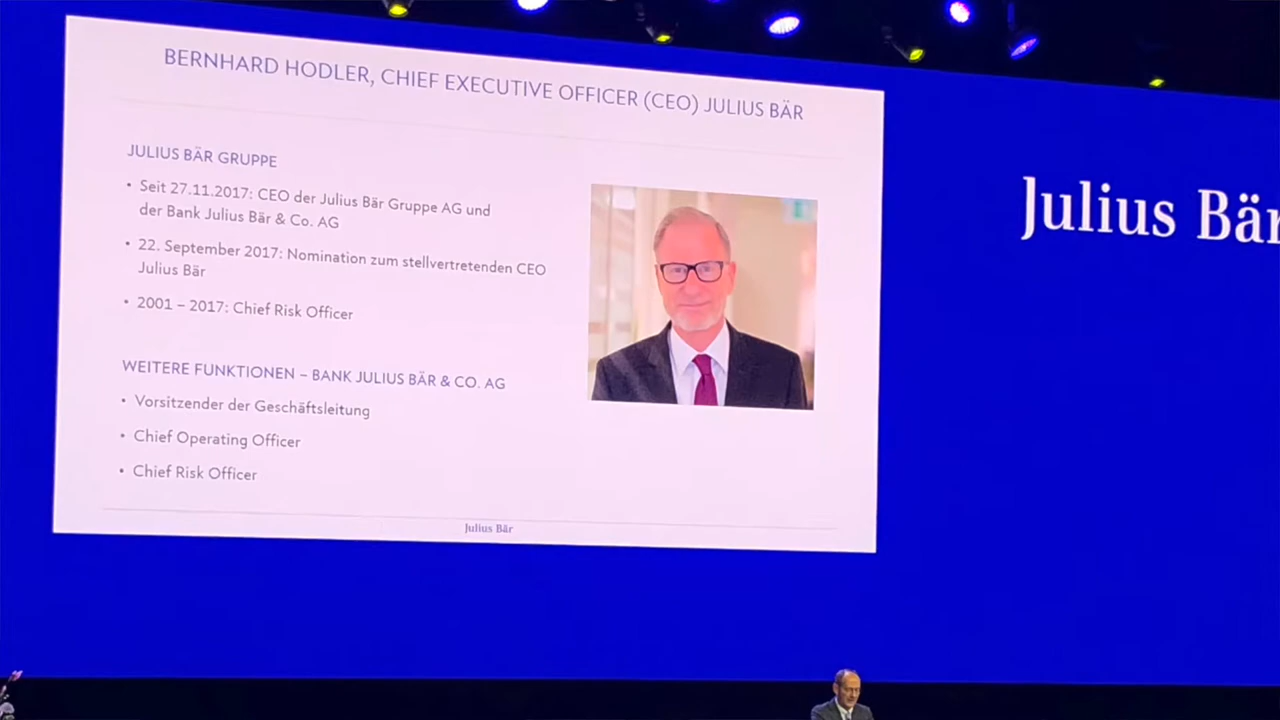 BERNHARD HODLER, CHIEF EXECUTIVE OFFICER (CEO) JULIUS BÄR
JULIUS BÄR GRUPPE
• Seit 27.11.2017: CEO der Julius Bär Gruppe AG und
der Bank Julius Bär & Co. AG
• 22. September 2017: Nomination zum stellvertretenden CEO
Julius Bär
• 2001 – 2017: Chief Risk Officer
WEITERE FUNKTIONEN – BANK JULIUS BÄR & CO. AG
• Vorsitzender der Geschäftsleitung
• Chief Operating Officer
• Chief Risk Officer
Julius Bär
Julius Bär